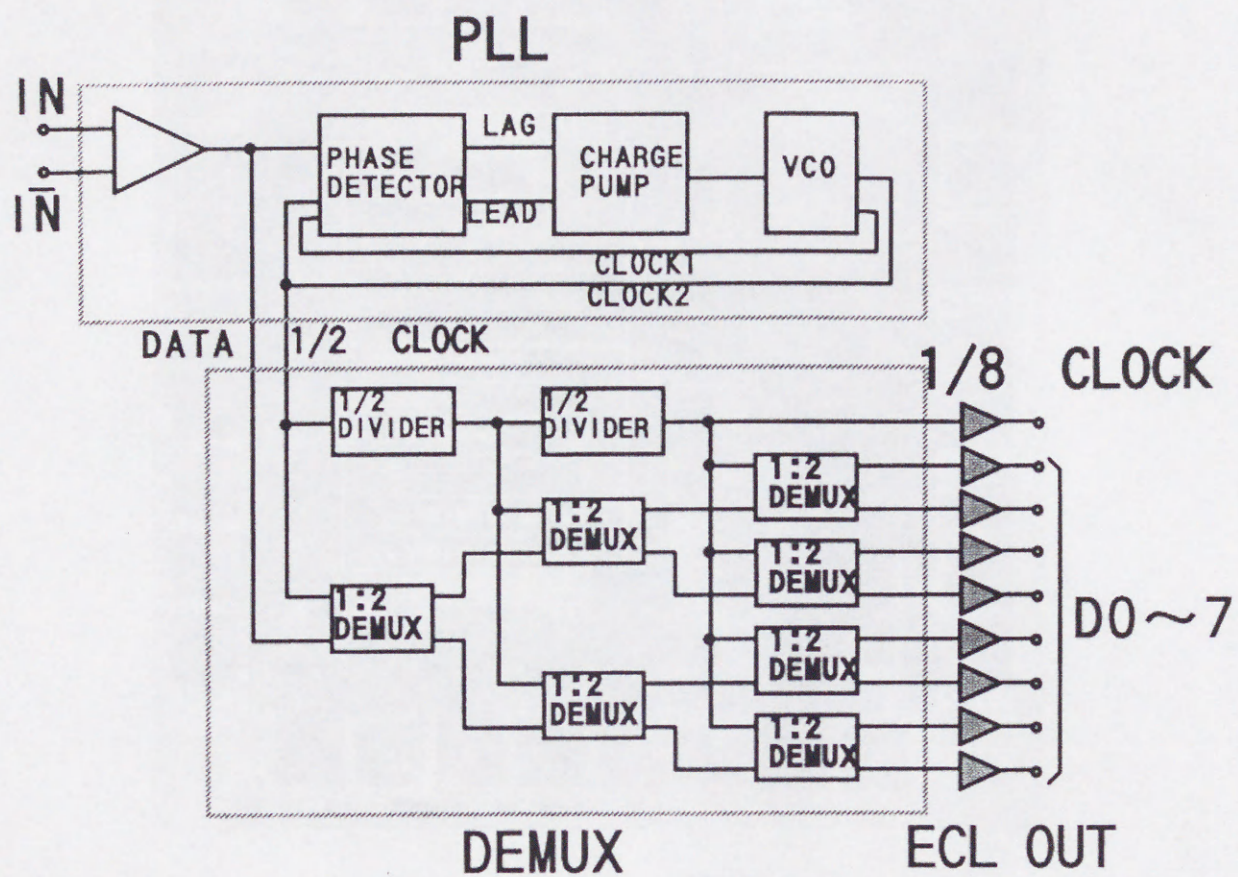 PLL
IN
IN̅
PHASE
DETECTOR
LAG
LEAD
CHARGE
PUMP
VCO
CLOCK1
CLOCK2
DATA
1/2 CLOCK
1/8 CLOCK
1/2
DIVIDER
1/2
DIVIDER
1:2
DEMUX
1:2
DEMUX
1:2
DEMUX
1:2
DEMUX
1:2
DEMUX
1:2
DEMUX
1:2
DEMUX
D0~7
DEMUX
ECL OUT